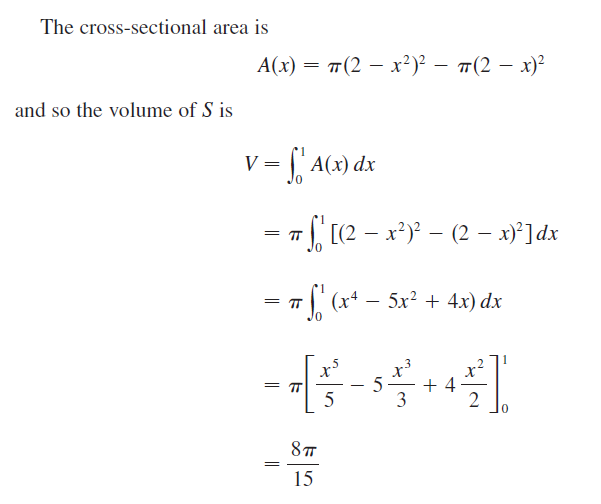 The cross-sectional area is
A(x) = π(2 − x²)² − π(2 − x)²
and so the volume of S is
V = ∫₀¹ A(x) dx
= π ∫₀¹ [(2 − x²)² − (2 − x)²] dx
= π ∫₀¹ (x⁴ − 5x² + 4x) dx
= π[x⁵/5 − 5 x³/3 + 4 x²/2]₀¹
= 8π/15